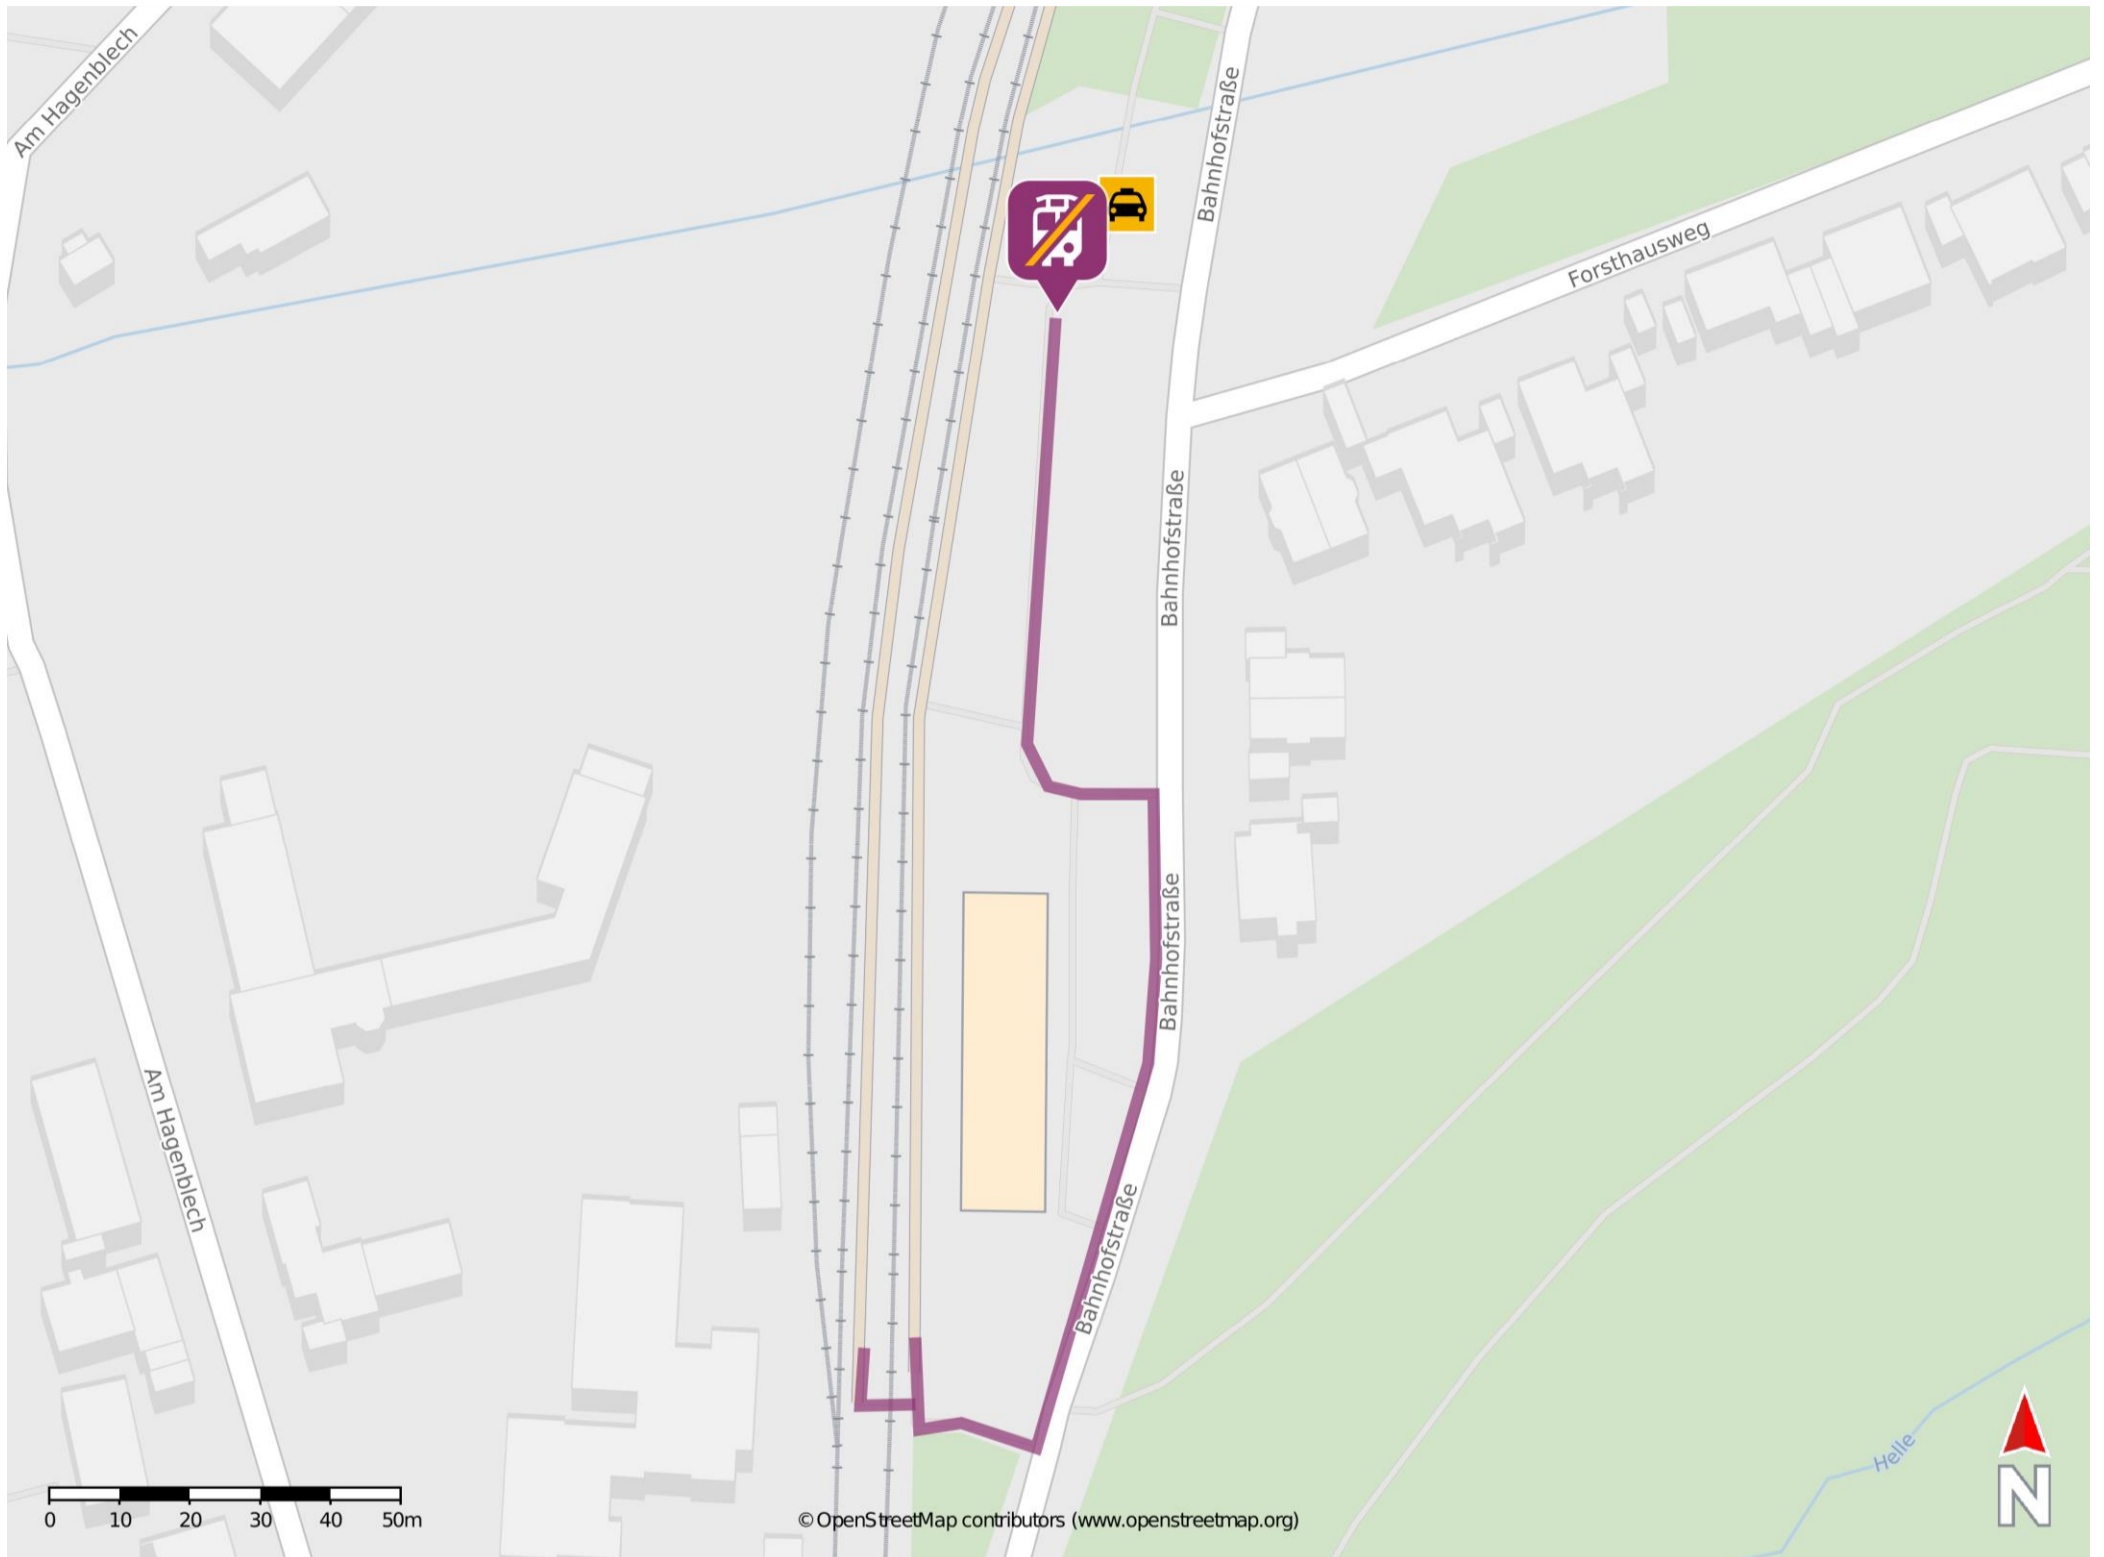 Am Hagenblech
Bahnhofstraße
Forsthausweg
Bahnhofstraße
Bahnhofstraße
Am Hagenblech
Bahnhofstraße
Helle
N
0 10 20 30 40 50m
© OpenStreetMap contributors (www.openstreetmap.org)